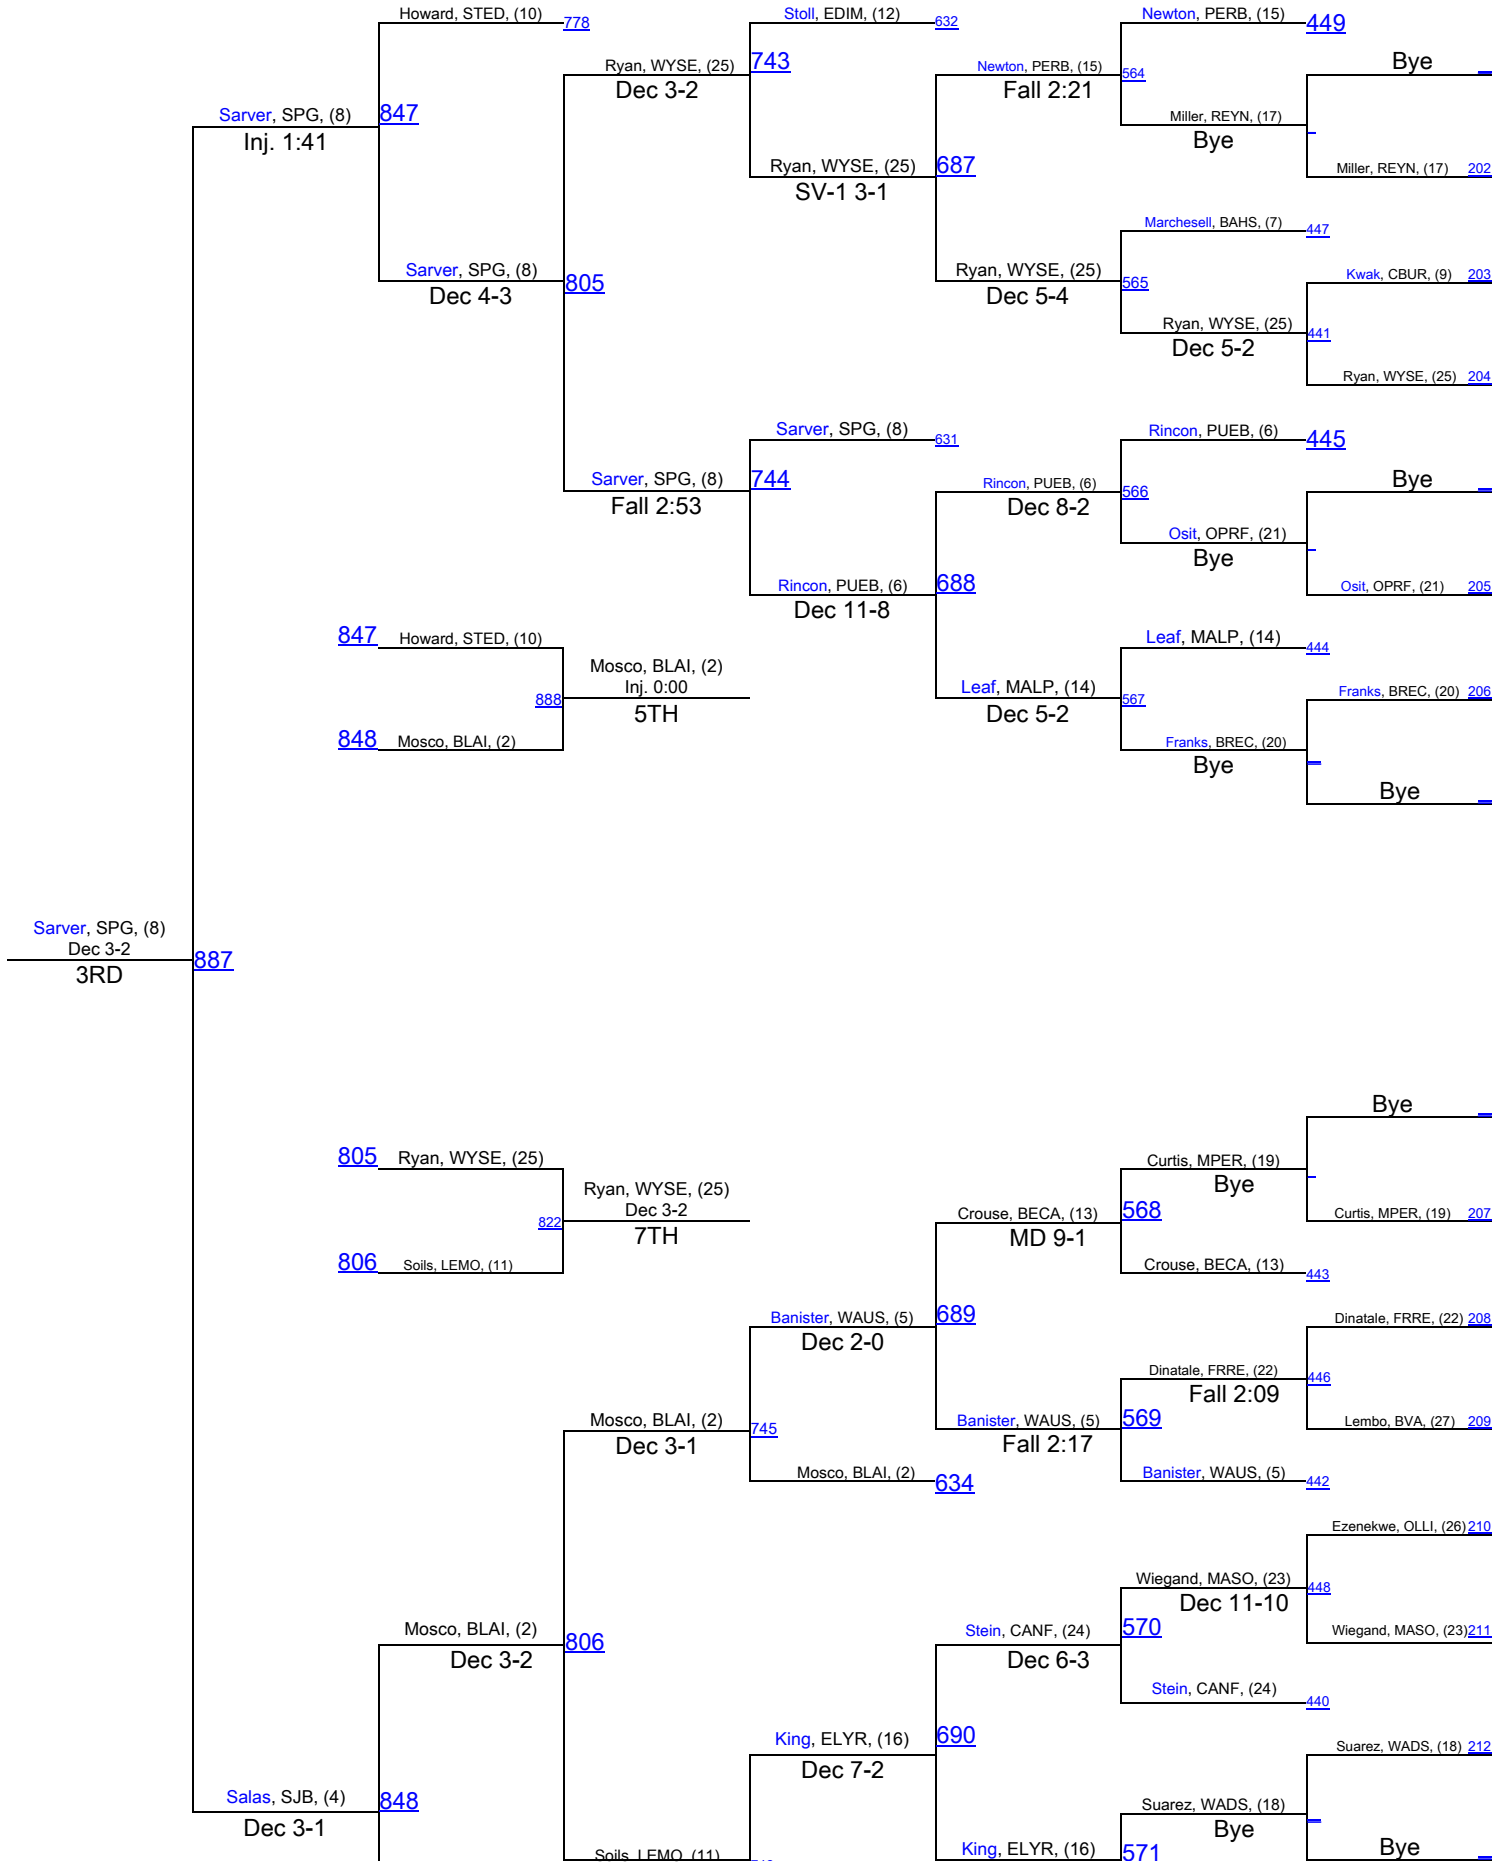 Howard, STED, (10)
778
Stoll, EDIM, (12)
632
Newton, PERB, (15)
449
Ryan, WYSE, (25)
743
Dec 3-2
Newton, PERB, (15)
564
Fall 2:21
Bye
Sarver, SPG, (8)
847
Inj. 1:41
Miller, REYN, (17)
Bye
Ryan, WYSE, (25)
687
SV-1 3-1
Miller, REYN, (17)
202
Marchesell, BAHS, (7)
447
Sarver, SPG, (8)
805
Dec 4-3
Ryan, WYSE, (25)
565
Dec 5-4
Kwak, CBUR, (9)
203
Ryan, WYSE, (25)
441
Dec 5-2
Ryan, WYSE, (25)
204
Sarver, SPG, (8)
631
Rincon, PUEB, (6)
445
Sarver, SPG, (8)
744
Fall 2:53
Rincon, PUEB, (6)
566
Dec 8-2
Bye
Osit, OPRF, (21)
Bye
Rincon, PUEB, (6)
688
Dec 11-8
Osit, OPRF, (21)
205
847
Howard, STED, (10)
Leaf, MALP, (14)
444
Mosco, BLAI, (2)
Inj. 0:00
888
5TH
Leaf, MALP, (14)
567
Dec 5-2
Franks, BREC, (20)
206
848
Mosco, BLAI, (2)
Franks, BREC, (20)
Bye
Bye
Sarver, SPG, (8)
Dec 3-2
887
3RD
Bye
805
Ryan, WYSE, (25)
Curtis, MPER, (19)
Bye
Ryan, WYSE, (25)
Dec 3-2
822
7TH
Crouse, BECA, (13)
568
MD 9-1
Curtis, MPER, (19)
207
806
Soils, LEMO, (11)
Crouse, BECA, (13)
443
Banister, WAUS, (5)
689
Dec 2-0
Dinatale, FRRE, (22)
208
Dinatale, FRRE, (22)
446
Fall 2:09
Mosco, BLAI, (2)
745
Dec 3-1
Banister, WAUS, (5)
569
Fall 2:17
Lembo, BVA, (27)
209
Mosco, BLAI, (2)
634
Banister, WAUS, (5)
442
Ezenekwe, OLLI, (26)
210
Wiegand, MASO, (23)
448
Dec 11-10
Mosco, BLAI, (2)
806
Dec 3-2
Stein, CANF, (24)
570
Dec 6-3
Wiegand, MASO, (23)
211
Stein, CANF, (24)
440
King, ELYR, (16)
690
Dec 7-2
Suarez, WADS, (18)
212
Salas, SJB, (4)
848
Dec 3-1
Suarez, WADS, (18)
Bye
Soils, LEMO, (11)
King, ELYR, (16)
571
Bye